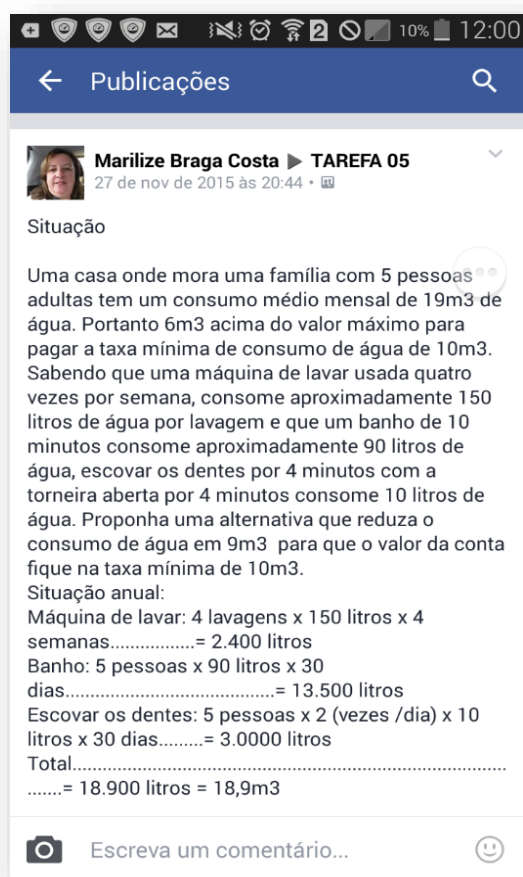 2 10% 12:00
Publicações
Marilize Braga Costa ▶ TAREFA 05
27 de nov de 2015 às 20:44 •
Situação
Uma casa onde mora uma família com 5 pessoas
adultas tem um consumo médio mensal de 19m3 de
água. Portanto 6m3 acima do valor máximo para
pagar a taxa mínima de consumo de água de 10m3.
Sabendo que uma máquina de lavar usada quatro
vezes por semana, consome aproximadamente 150
litros de água por lavagem e que um banho de 10
minutos consome aproximadamente 90 litros de
água, escovar os dentes por 4 minutos com a
torneira aberta por 4 minutos consome 10 litros de
água. Proponha uma alternativa que reduza o
consumo de água em 9m3  para que o valor da conta
fique na taxa mínima de 10m3.
Situação anual:
Máquina de lavar: 4 lavagens x 150 litros x 4
semanas.................= 2.400 litros
Banho: 5 pessoas x 90 litros x 30
dias.........................................= 13.500 litros
Escovar os dentes: 5 pessoas x 2 (vezes /dia) x 10
litros x 30 dias.........= 3.0000 litros
Total.....................................................................................
.......= 18.900 litros = 18,9m3
Escreva um comentário...